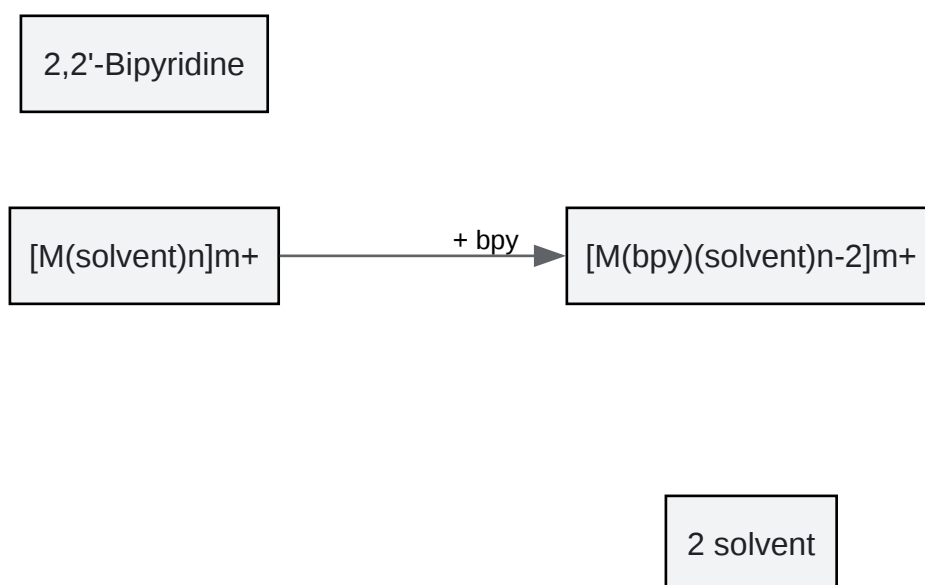 2,2'-Bipyridine
+ bpy
[M(solvent)n]m+
[M(bpy)(solvent)n-2]m+
2 solvent